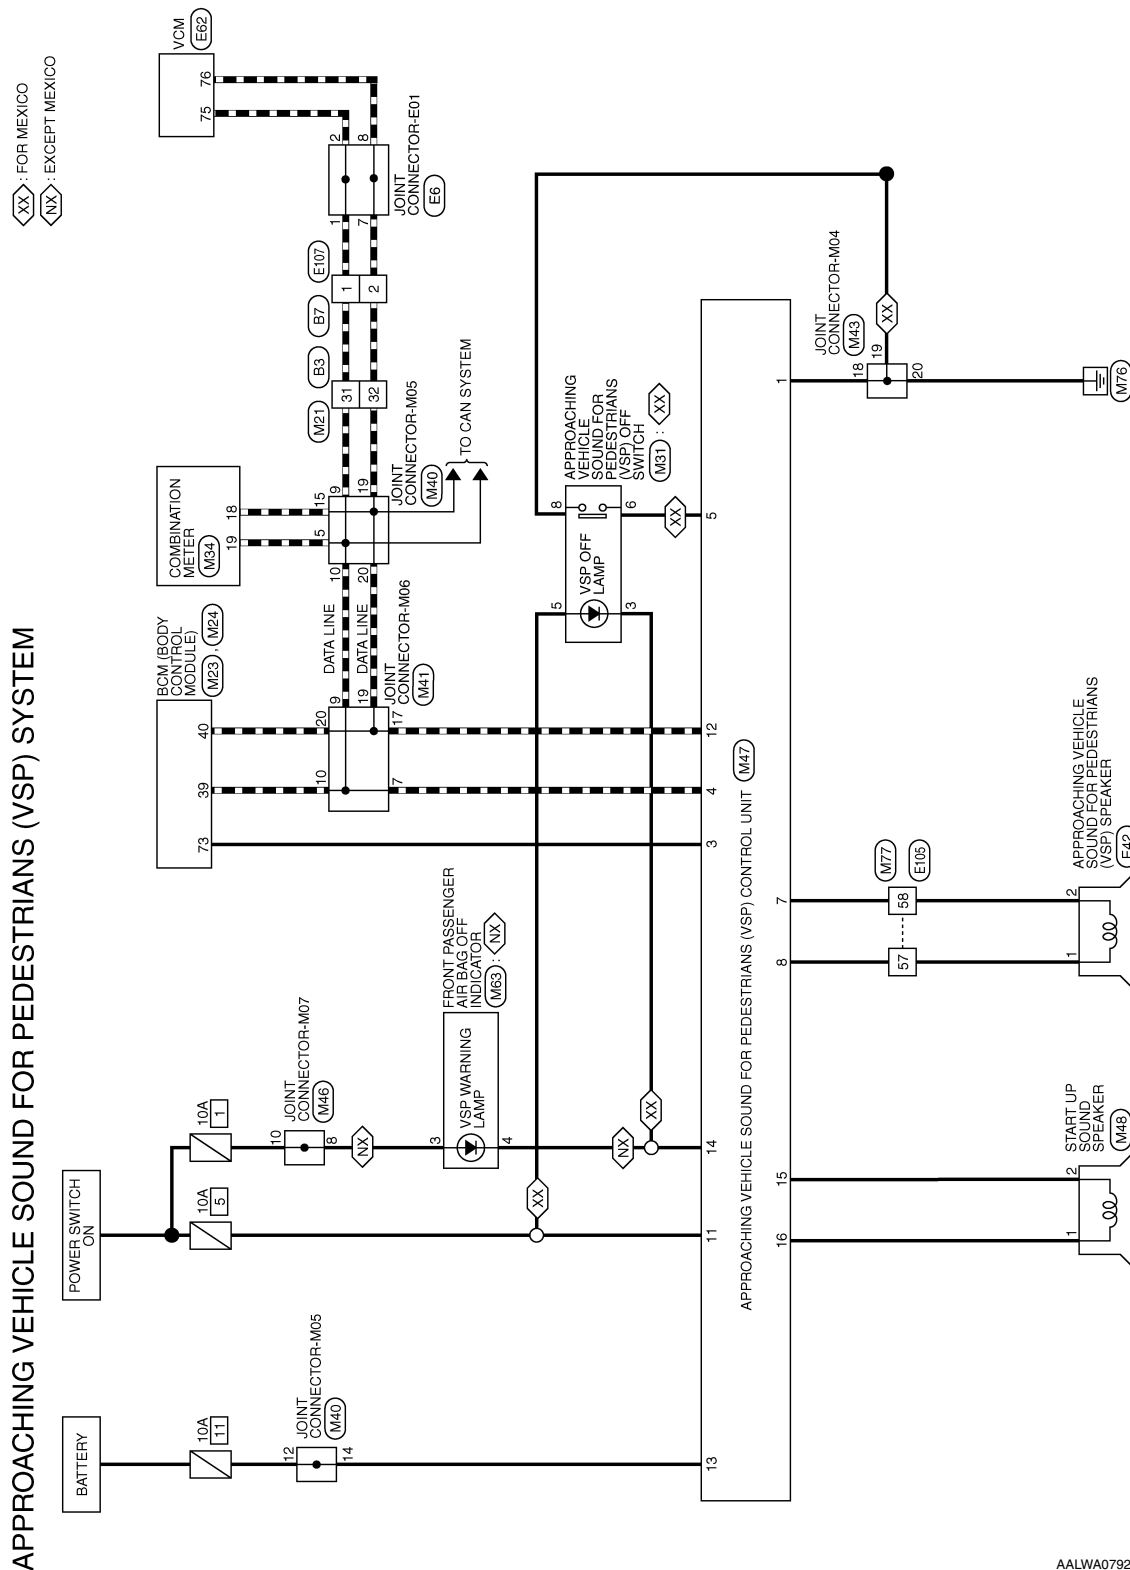 APPROACHING VEHICLE SOUND FOR PEDESTRIANS (VSP) SYSTEM
XX : FOR MEXICO
NX : EXCEPT MEXICO
BATTERY
10A
11
12
JOINT
CONNECTOR-M05
M40
14
13
POWER SWITCH
ON
10A
5
10A
1
10
JOINT
CONNECTOR-M07
M46
8
NX
3
VSP WARNING
LAMP
4
FRONT PASSENGER
AIR BAG OFF
INDICATOR
M63 : NX
XX
NX
XX
11
14
BCM (BODY
CONTROL
MODULE)
M23 , M24
73
39
40
10
20
9
19
7
17
JOINT
CONNECTOR-M06
M41
DATA LINE
DATA LINE
3
4
12
COMBINATION
METER
M34
19
18
5
15
10
20
9
19
JOINT
CONNECTOR-M05
M40
TO CAN SYSTEM
M21
B3
31
32
B7
E107
1
2
1
7
2
8
JOINT
CONNECTOR-E01
E6
VCM
E62
75
76
5
VSP OFF
LAMP
3
8
6
APPROACHING
VEHICLE
SOUND FOR
PEDESTRIANS
(VSP) OFF
SWITCH
M31 : XX
XX
5
APPROACHING VEHICLE SOUND FOR PEDESTRIANS (VSP) CONTROL UNIT
M47
16
15
8
7
1
1
2
START UP
SOUND
SPEAKER
M48
57
58
M77
E105
1
2
APPROACHING VEHICLE
SOUND FOR PEDESTRIANS
(VSP) SPEAKER
JOINT
CONNECTOR-M04
M43
18
19
20
XX
M76
AALWA0792